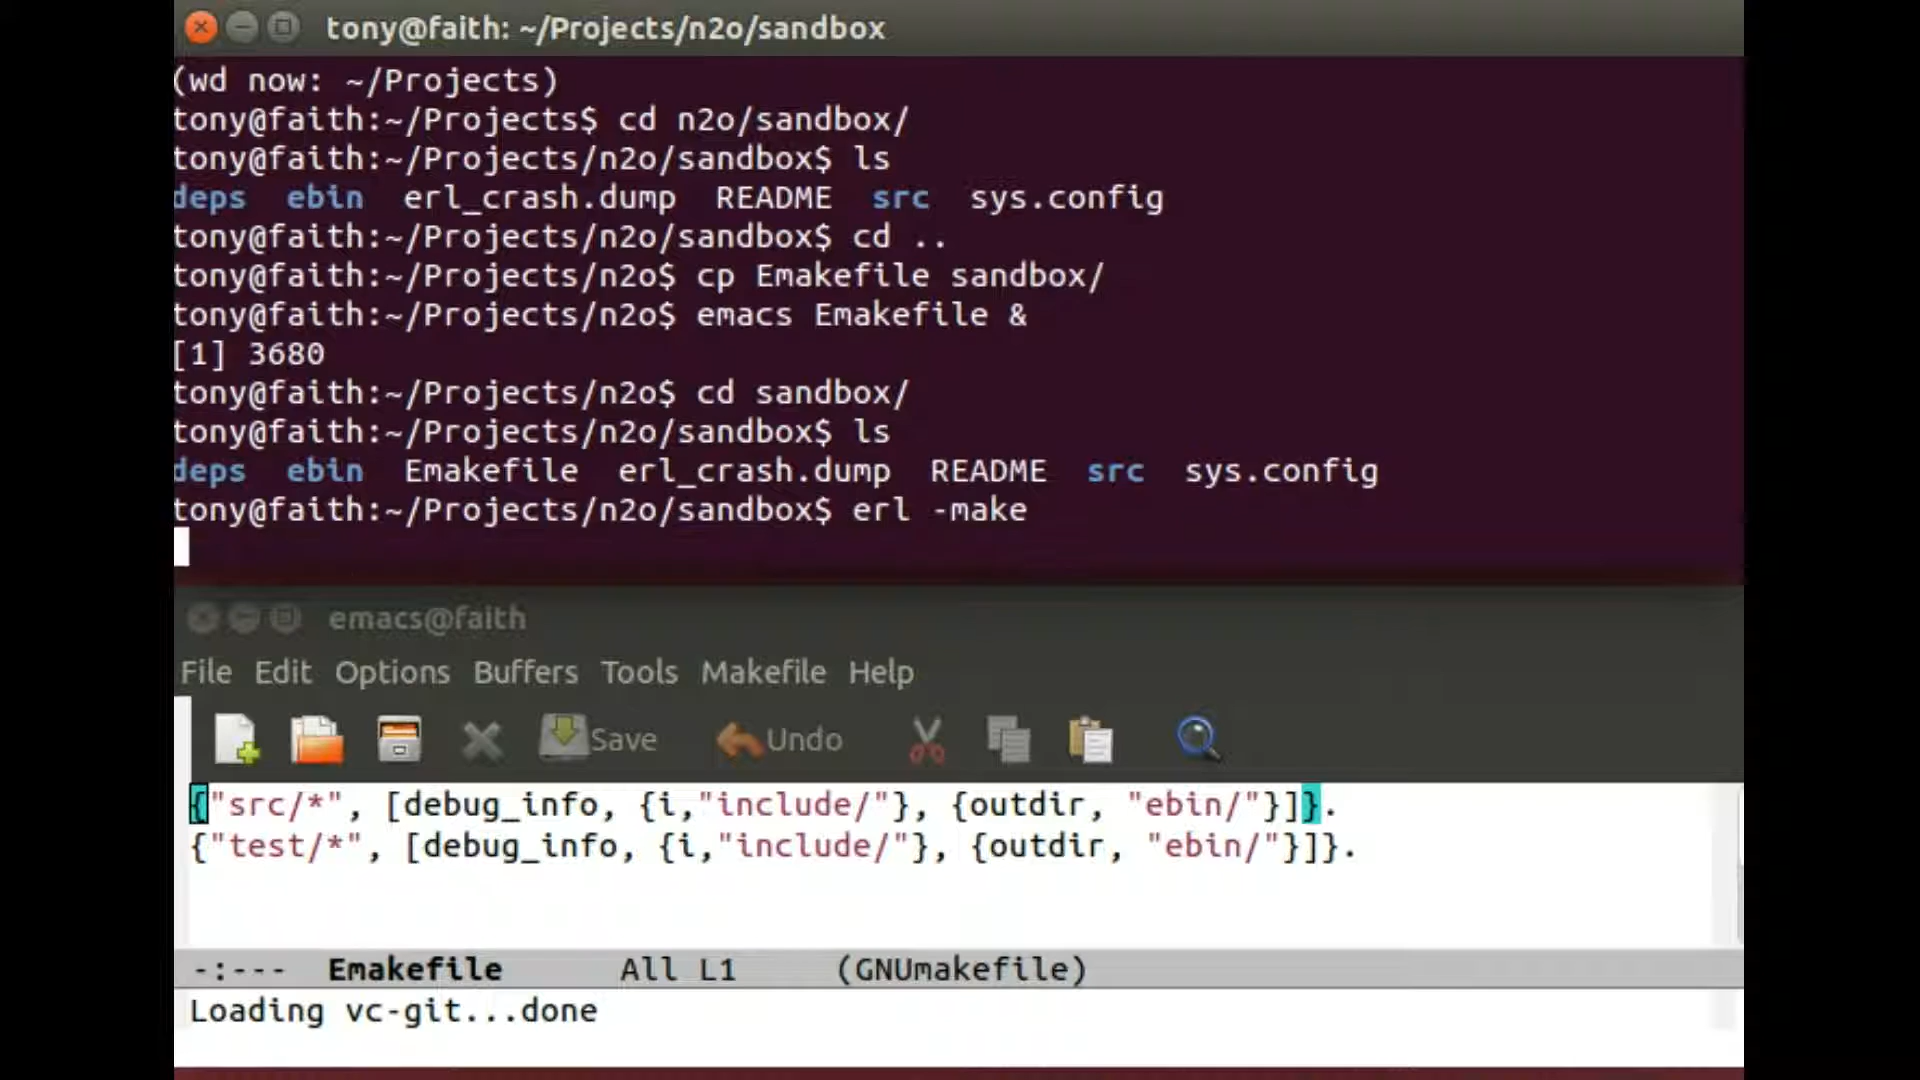 tony@faith: ~/Projects/n2o/sandbox
(wd now: ~/Projects)
tony@faith:~/Projects$ cd n2o/sandbox/
tony@faith:~/Projects/n2o/sandbox$ ls
deps  ebin  erl_crash.dump  README  src  sys.config
tony@faith:~/Projects/n2o/sandbox$ cd ..
tony@faith:~/Projects/n2o$ cp Emakefile sandbox/
tony@faith:~/Projects/n2o$ emacs Emakefile &
[1] 3680
tony@faith:~/Projects/n2o$ cd sandbox/
tony@faith:~/Projects/n2o/sandbox$ ls
deps  ebin  Emakefile  erl_crash.dump  README  src  sys.config
tony@faith:~/Projects/n2o/sandbox$ erl -make
emacs@faith
File Edit Options Buffers Tools Makefile Help
Save Undo
{"src/*", [debug_info, {i,"include/"}, {outdir, "ebin/"}]}.
{"test/*", [debug_info, {i,"include/"}, {outdir, "ebin/"}]}.
-:---  Emakefile      All L1     (GNUmakefile)
Loading vc-git...done